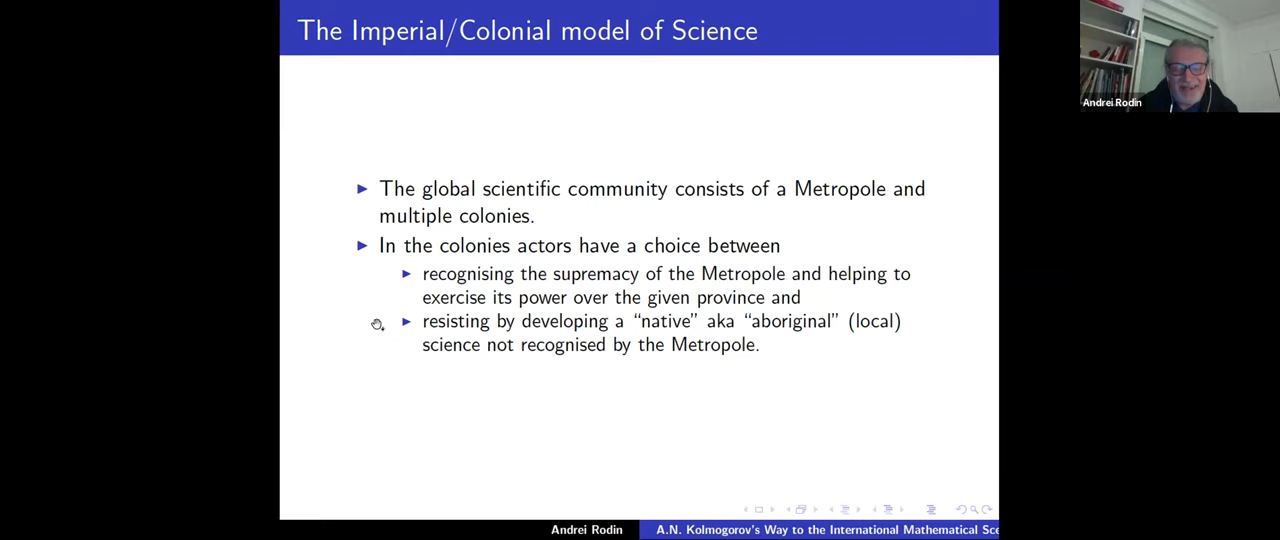 The Imperial/Colonial model of Science
Andrei Rodin
The global scientific community consists of a Metropole and
multiple colonies.
In the colonies actors have a choice between
recognising the supremacy of the Metropole and helping to
exercise its power over the given province and
resisting by developing a “native” aka “aboriginal” (local)
science not recognised by the Metropole.
Andrei Rodin
A.N. Kolmogorov's Way to the International Mathematical Sce